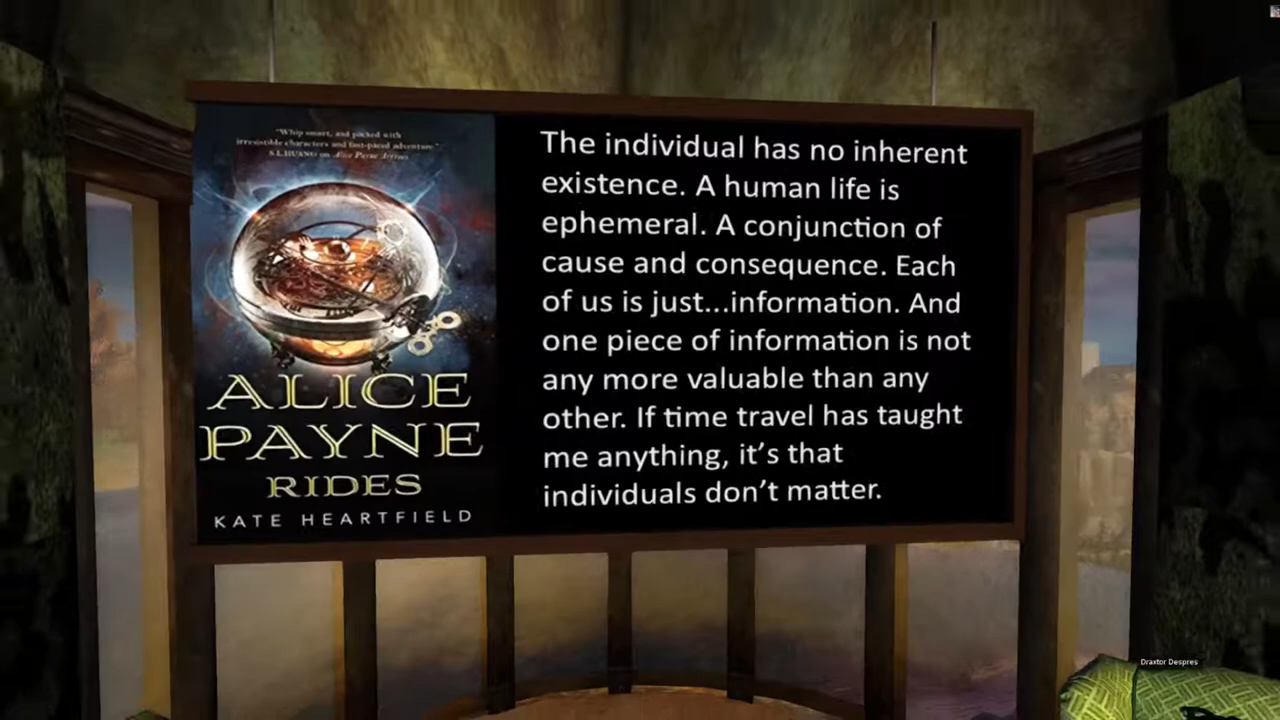 "Whip smart, and packed with
irresistible characters and fast-paced adventure."
S.L. HUANG on Alice Payne Arrives
ALICE
PAYNE
RIDES
KATE HEARTFIELD
The individual has no inherent
existence. A human life is
ephemeral. A conjunction of
cause and consequence. Each
of us is just...information. And
one piece of information is not
any more valuable than any
other. If time travel has taught
me anything, it's that
individuals don't matter.
Draxtor Despres